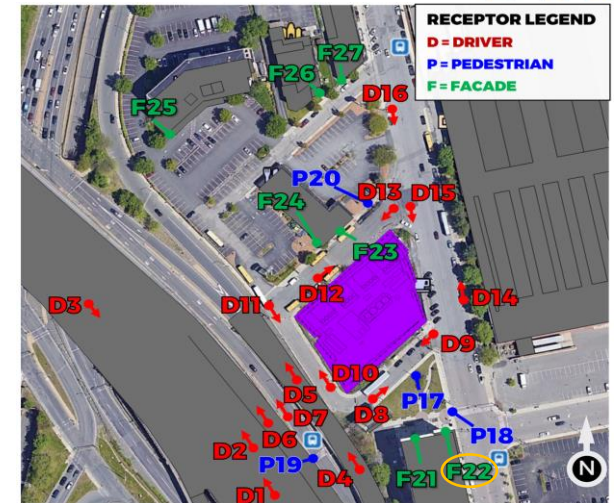 RECEPTOR LEGEND
D = DRIVER
P = PEDESTRIAN
F = FACADE
F27
F26
F25
D16
P20
D13
D15
F24
F23
D12
D3
D11
D14
D9
D10
D5
D8
P17
D7
D6
P18
D2
P19
D4
F21
F22
D1
N